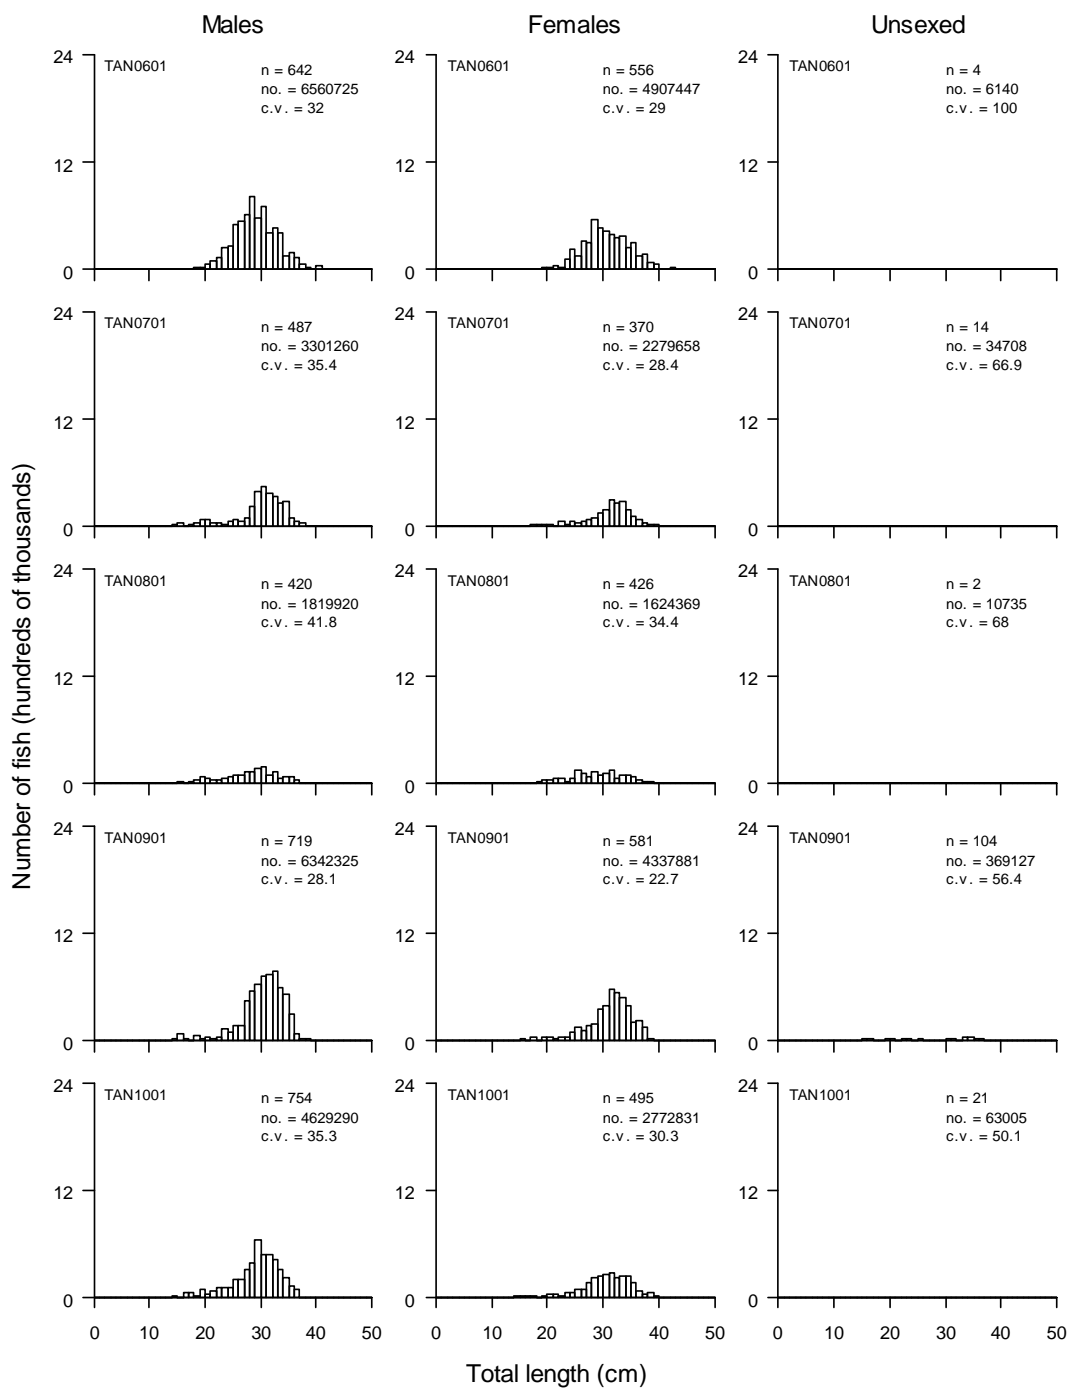 Males Females Unsexed
24 TAN0601 n = 642 24 TAN0601 n = 556 24 TAN0601 n = 4
no. = 6560725 no. = 4907447 no. = 6140
c.v. = 32 c.v. = 29 c.v. = 100
12 12 12
0 0 0
24 TAN0701 n = 487 24 TAN0701 n = 370 24 TAN0701 n = 14
no. = 3301260 no. = 2279658 no. = 34708
c.v. = 35.4 c.v. = 28.4 c.v. = 66.9
12 12 12
0 0 0
24 TAN0801 n = 420 24 TAN0801 n = 426 24 TAN0801 n = 2
no. = 1819920 no. = 1624369 no. = 10735
c.v. = 41.8 c.v. = 34.4 c.v. = 68
12 12 12
0 0 0
24 TAN0901 n = 719 24 TAN0901 n = 581 24 TAN0901 n = 104
no. = 6342325 no. = 4337881 no. = 369127
c.v. = 28.1 c.v. = 22.7 c.v. = 56.4
12 12 12
0 0 0
24 TAN1001 n = 754 24 TAN1001 n = 495 24 TAN1001 n = 21
no. = 4629290 no. = 2772831 no. = 63005
c.v. = 35.3 c.v. = 30.3 c.v. = 50.1
12 12 12
0 0 0
0 10 20 30 40 50 0 10 20 30 40 50 0 10 20 30 40 50
Total length (cm)
Number of fish (hundreds of thousands)